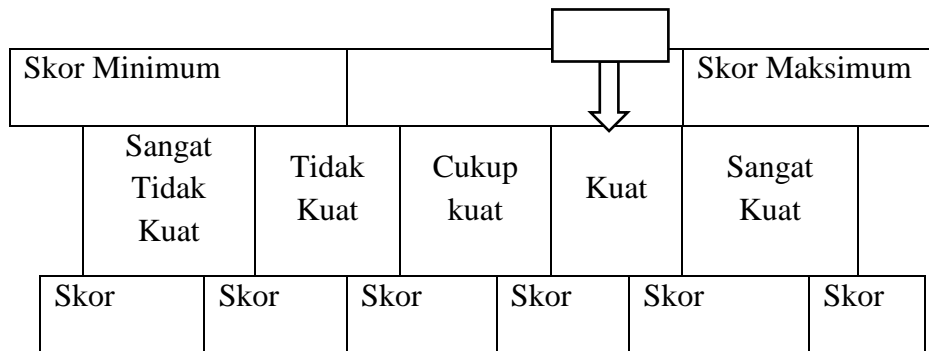 Skor Minimum
Skor Maksimum
Sangat
Tidak
Kuat
Tidak
Kuat
Cukup
kuat
Kuat
Sangat
Kuat
Skor
Skor
Skor
Skor
Skor
Skor